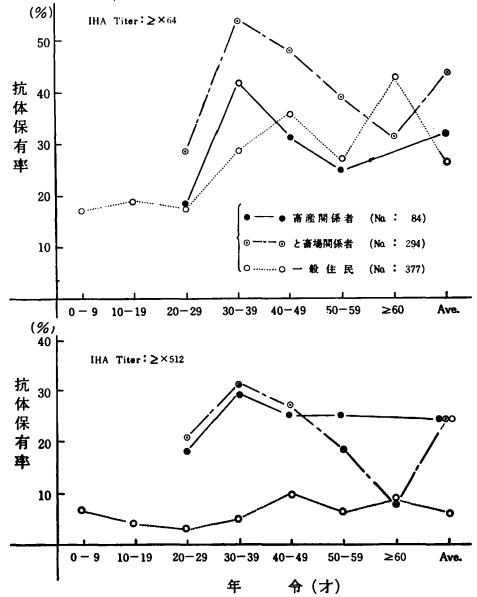 (%)
IHA Titer:≥×64
50
40
30
20
10
抗体保有率
畜産関係者 (No : 84)
と畜場関係者 (No : 294)
一般住民 (No : 377)
0-9 10-19 20-29 30-39 40-49 50-59 ≥60 Ave.
(%)
40
IHA Titer:≥×512
30
20
10
抗体保有率
0-9 10-19 20-29 30-39 40-49 50-59 ≥60 Ave.
年 令(才)